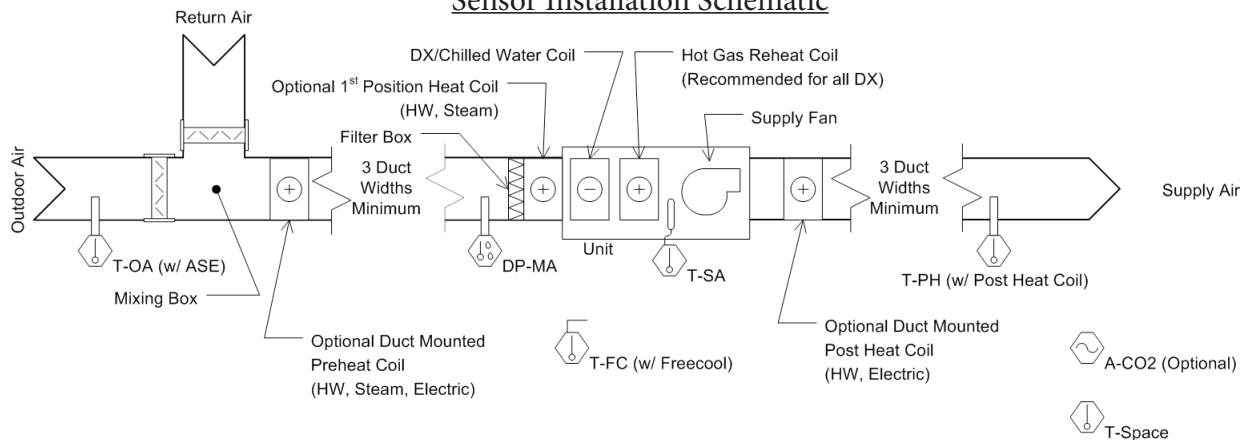 Sensor Installation Schematic
Return Air
DX/Chilled Water Coil
Hot Gas Reheat Coil
(Recommended for all DX)
Optional 1st Position Heat Coil
(HW, Steam)
Supply Fan
Filter Box
Outdoor Air
3 Duct
Widths
Minimum
3 Duct
Widths
Minimum
Supply Air
Unit
T-OA (w/ ASE)
DP-MA
T-SA
T-PH (w/ Post Heat Coil)
Mixing Box
Optional Duct Mounted
Preheat Coil
(HW, Steam, Electric)
T-FC (w/ Freecool)
Optional Duct Mounted
Post Heat Coil
(HW, Electric)
A-CO2 (Optional)
T-Space